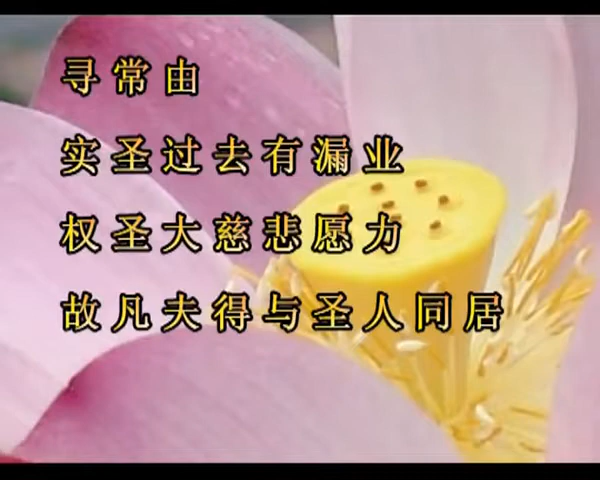 寻常由
实圣过去有漏业
权圣大慈悲愿力
故凡夫得与圣人同居